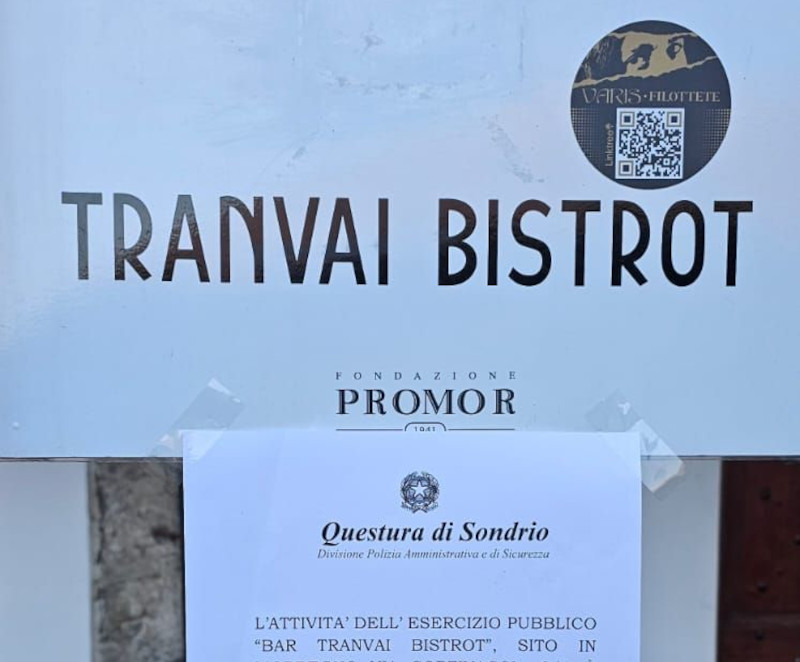 VARIS • FILOTTETE
Linktree
TRANVAI BISTROT
FONDAZIONE
PROMOR
1941
Questura di Sondrio
Divisione Polizia Amministrativa e di Sicurezza
L'ATTIVITA' DELL' ESERCIZIO PUBBLICO
“BAR TRANVAI BISTROT”, SITO IN